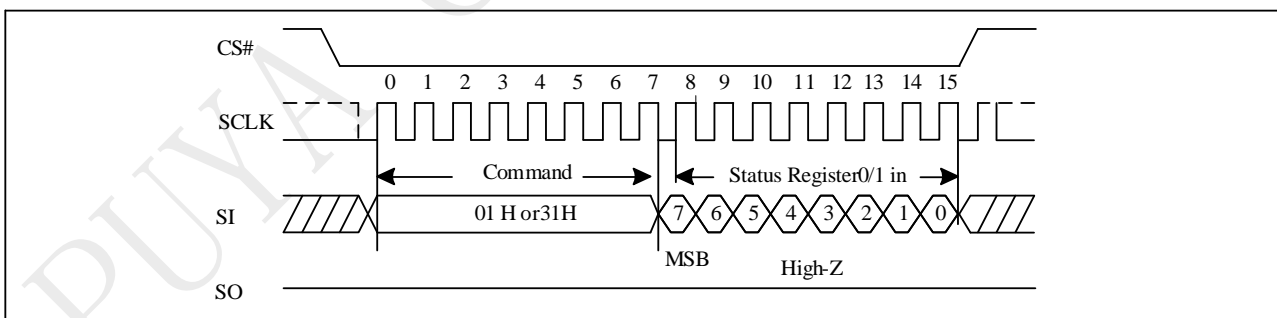 CS#
0 1 2 3 4 5 6 7 8 9 10 11 12 13 14 15
SCLK
Command Status Register0/1 in
SI 01 H or31H 7 6 5 4 3 2 1 0
MSB High-Z
SO
PUYA